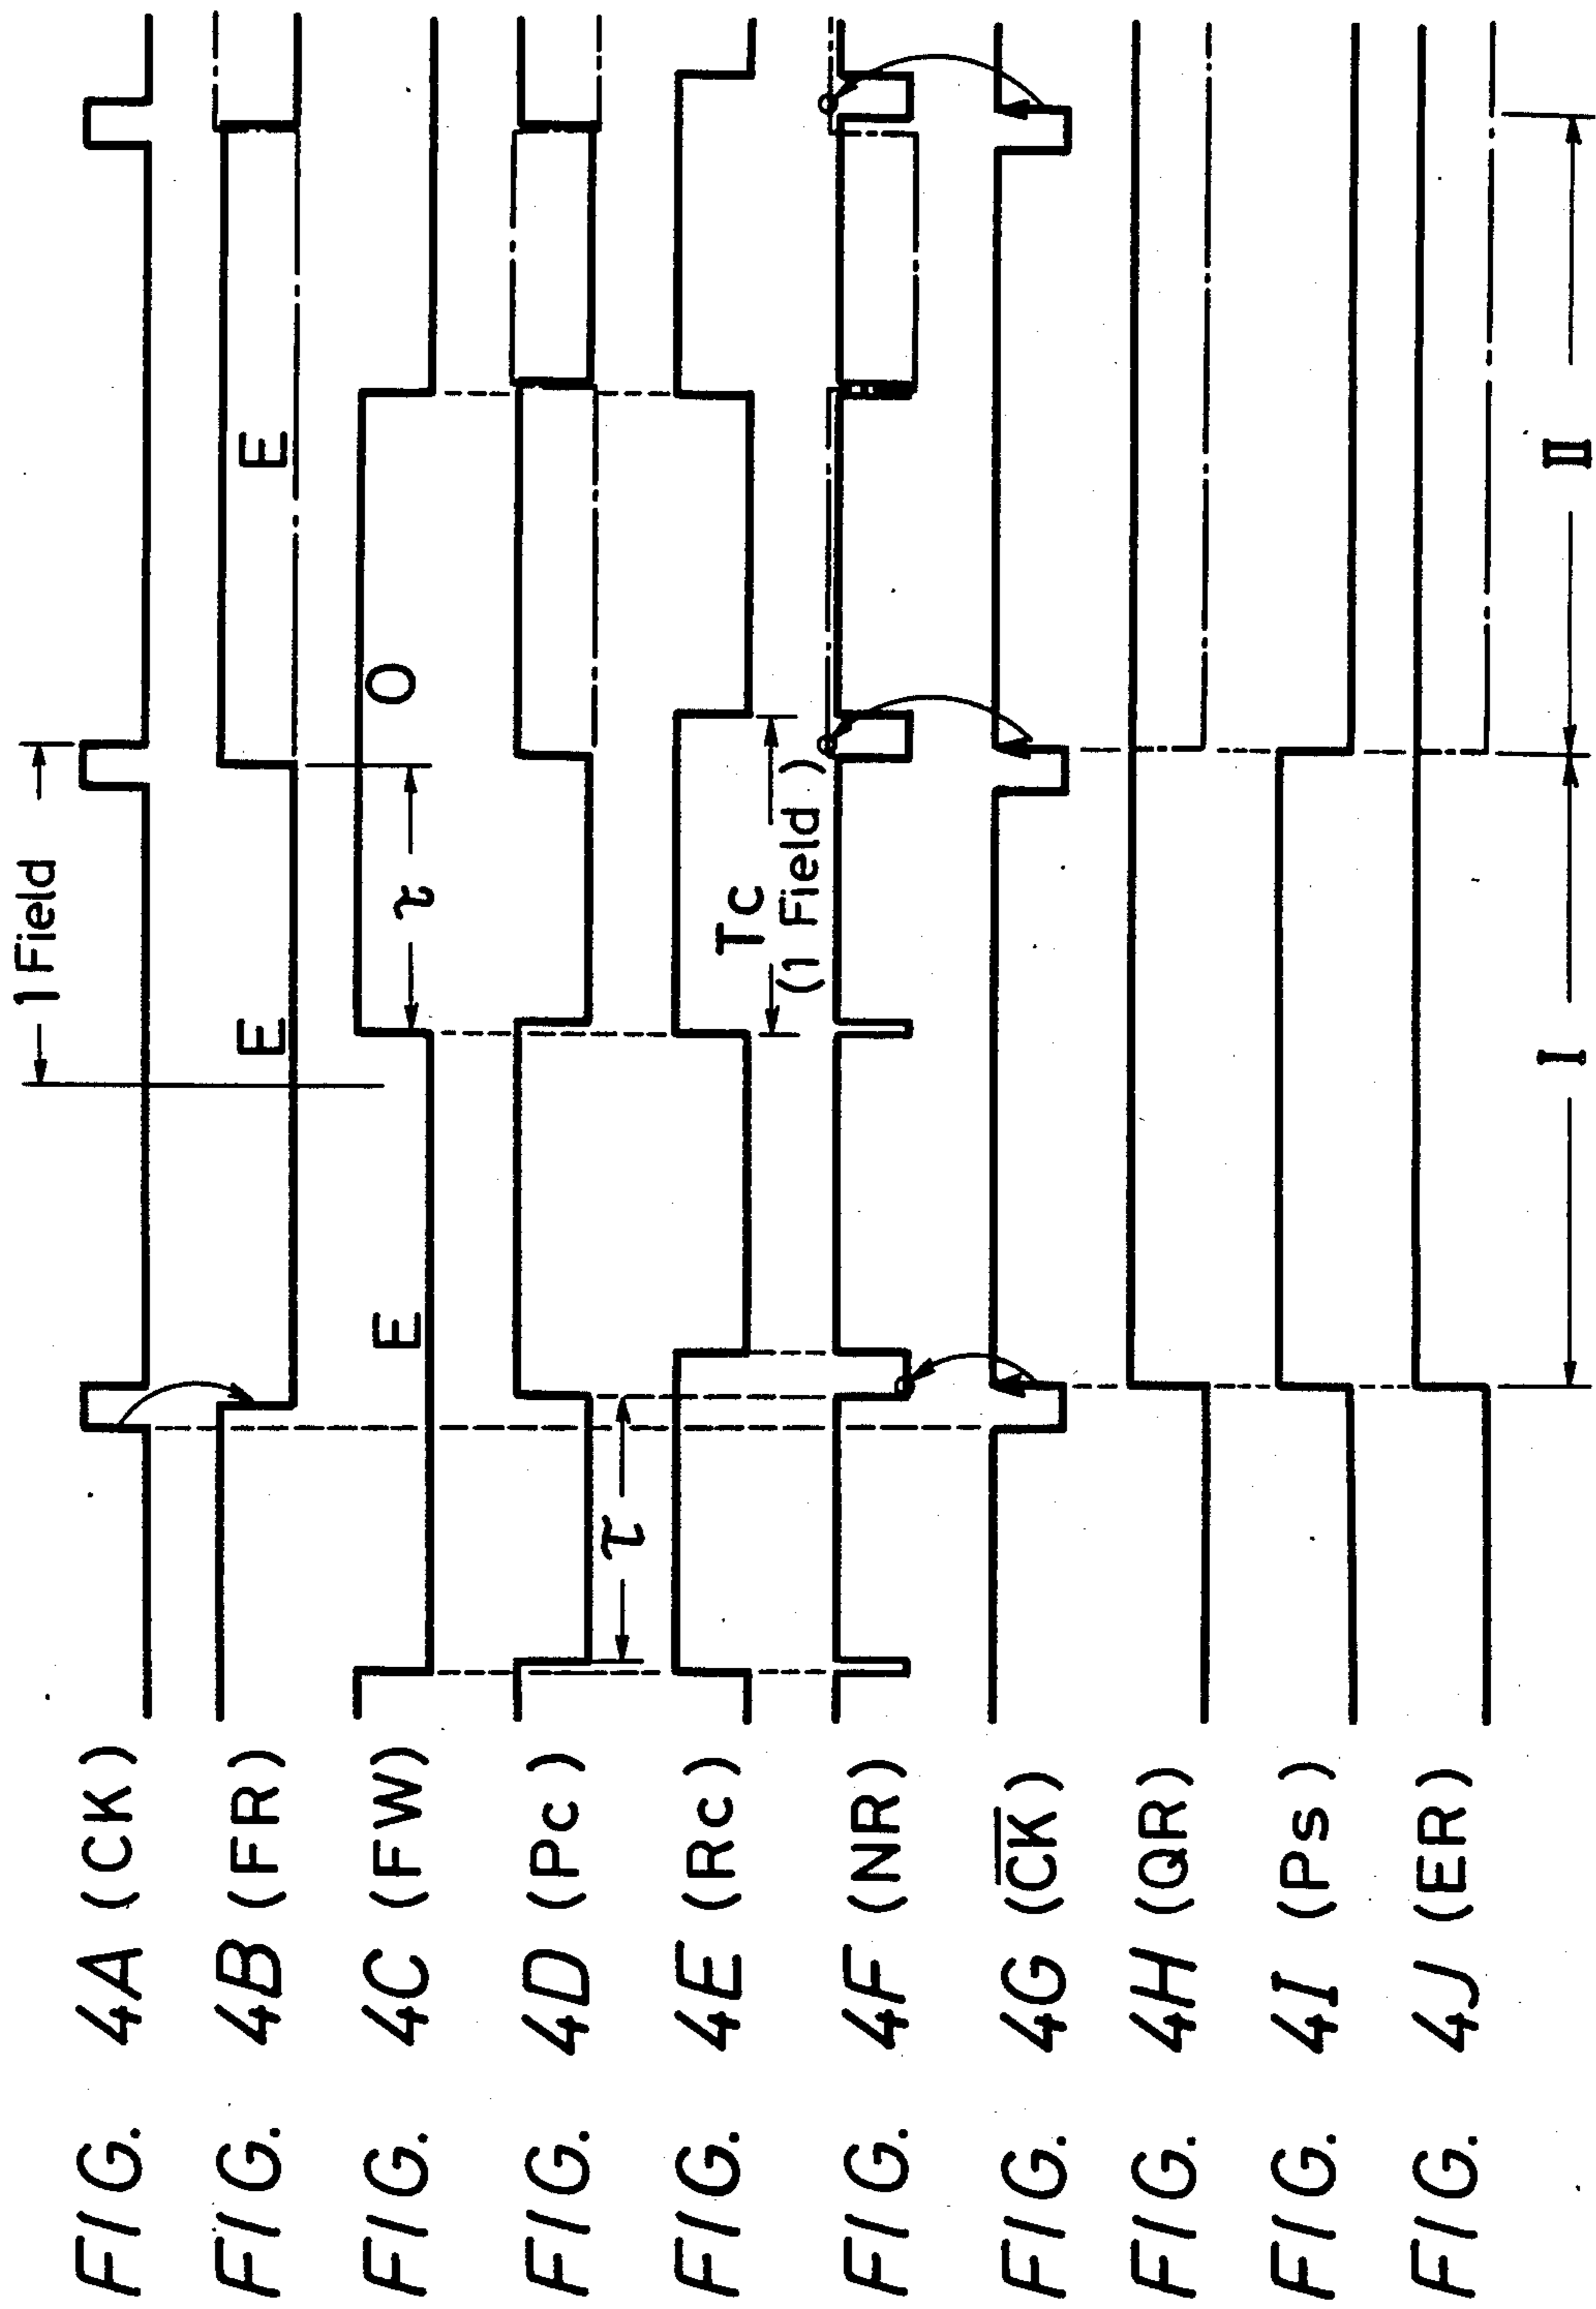 1 Field
FIG. 4A (CK)
FIG. 4B (FR)
E
E
FIG. 4C (FW)
E
τ
O
FIG. 4D (Pc)
τ
FIG. 4E (Rc)
Tc
(1 Field)
FIG. 4F (NR)
FIG. 4G (C̅K̅)
FIG. 4H (QR)
FIG. 4I (Ps)
FIG. 4J (ER)
I
II